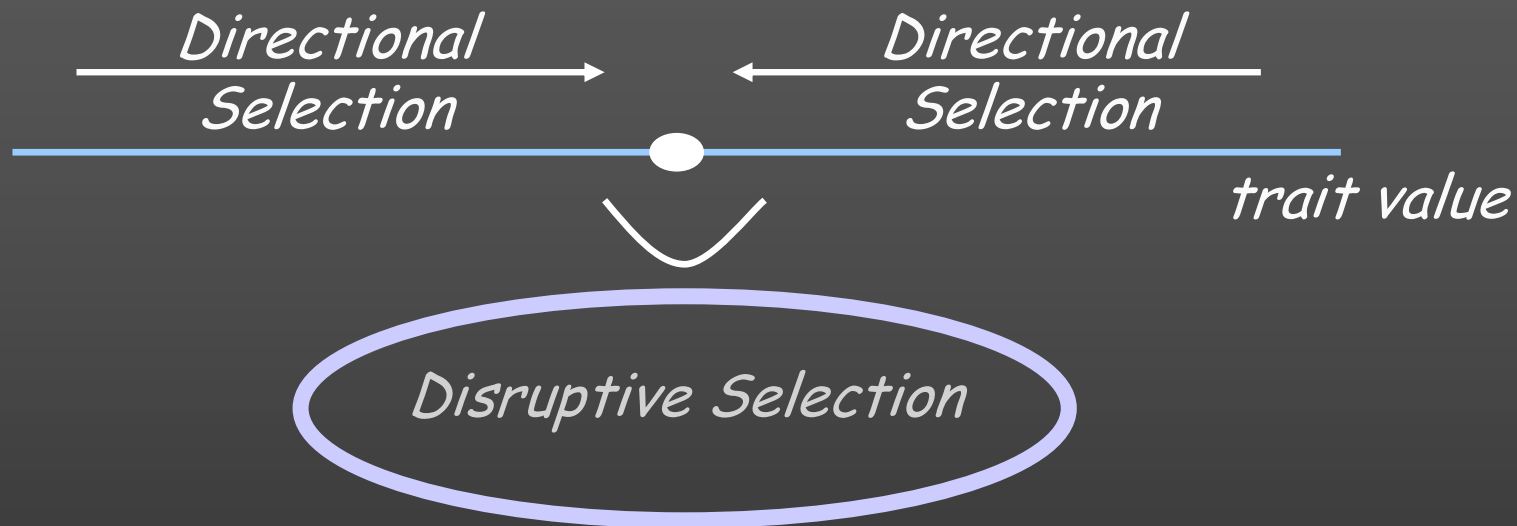 Directional
Selection
Directional
Selection
trait value
Disruptive Selection